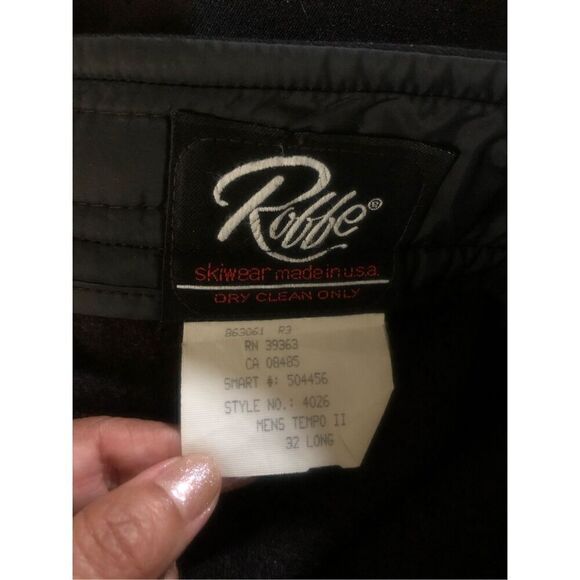 Roffe®
skiwear made in u.s.a.
DRY CLEAN ONLY
863061 R3
RN 39363
CA 08485
SMART #: 504456
STYLE NO.: 4026
MENS TEMPO II
32 LONG